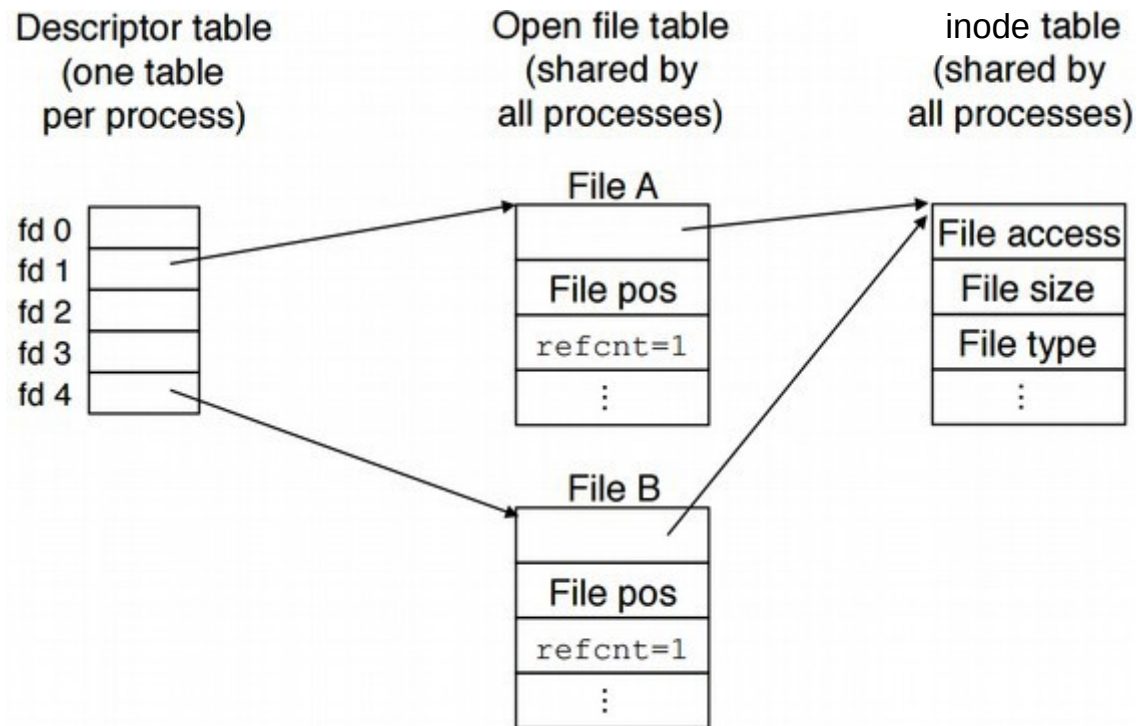 Descriptor table
(one table
per process)
Open file table
(shared by
all processes)
inode table
(shared by
all processes)
fd 0
fd 1
fd 2
fd 3
fd 4
File A
File pos
refcnt=1
⋮
File B
File pos
refcnt=1
⋮
File access
File size
File type
⋮